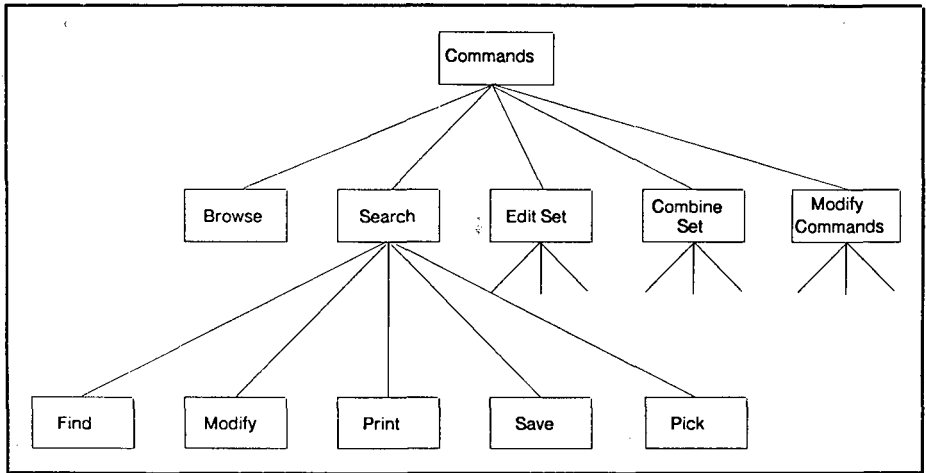 Commands
Browse
Search
Edit Set
Combine
Set
Modify
Commands
Find
Modify
Print
Save
Pick